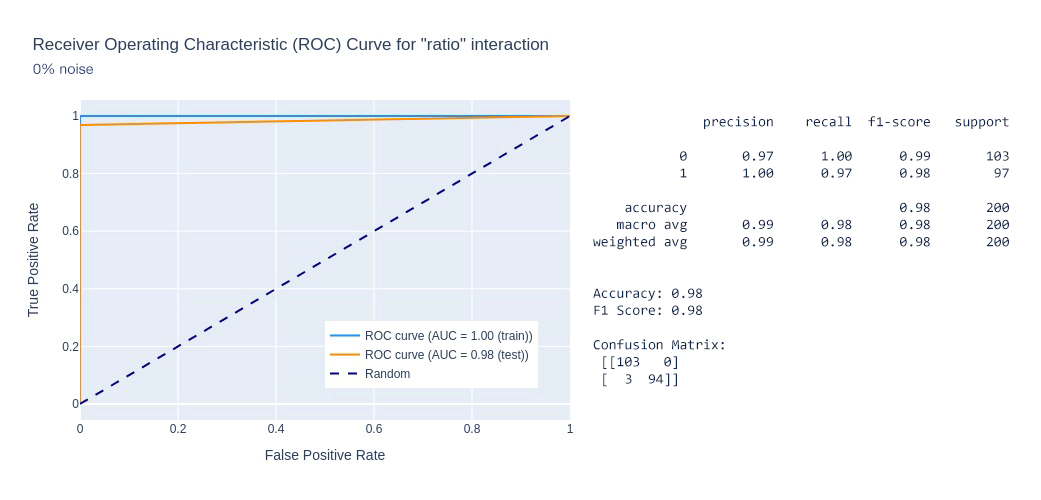 Receiver Operating Characteristic (ROC) Curve for "ratio" interaction
0% noise
1
0.8
0.6
0.4
0.2
0
0 0.2 0.4 0.6 0.8 1
True Positive Rate
False Positive Rate
ROC curve (AUC = 1.00 (train))
ROC curve (AUC = 0.98 (test))
Random
precision recall f1-score support
0 0.97 1.00 0.99 103
1 1.00 0.97 0.98 97
accuracy 0.98 200
macro avg 0.99 0.98 0.98 200
weighted avg 0.99 0.98 0.98 200
Accuracy: 0.98
F1 Score: 0.98
Confusion Matrix:
[[103 0]
[ 3 94]]